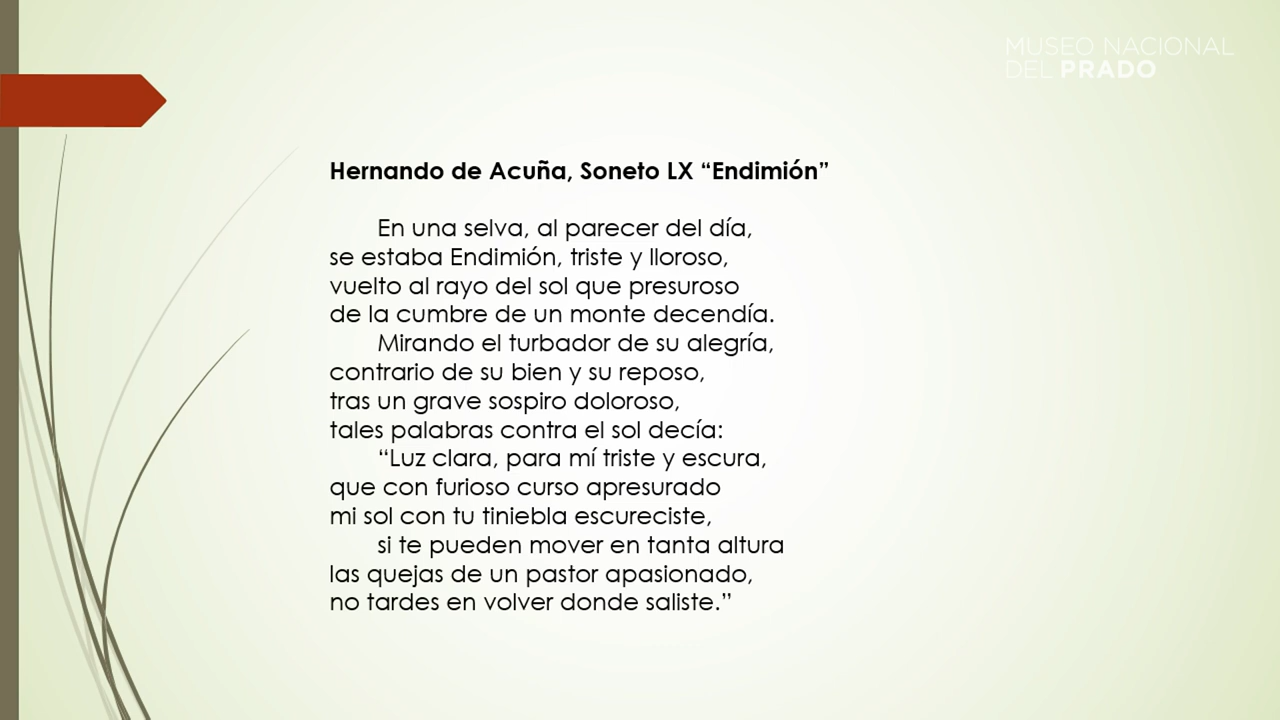 MUSEO NACIONAL
DEL PRADO
Hernando de Acuña, Soneto LX “Endimión”
En una selva, al parecer del día,
se estaba Endimión, triste y lloroso,
vuelto al rayo del sol que presuroso
de la cumbre de un monte decendía.
Mirando el turbador de su alegría,
contrario de su bien y su reposo,
tras un grave sospiro doloroso,
tales palabras contra el sol decía:
“Luz clara, para mí triste y escura,
que con furioso curso apresurado
mi sol con tu tiniebla escureciste,
si te pueden mover en tanta altura
las quejas de un pastor apasionado,
no tardes en volver donde saliste.”